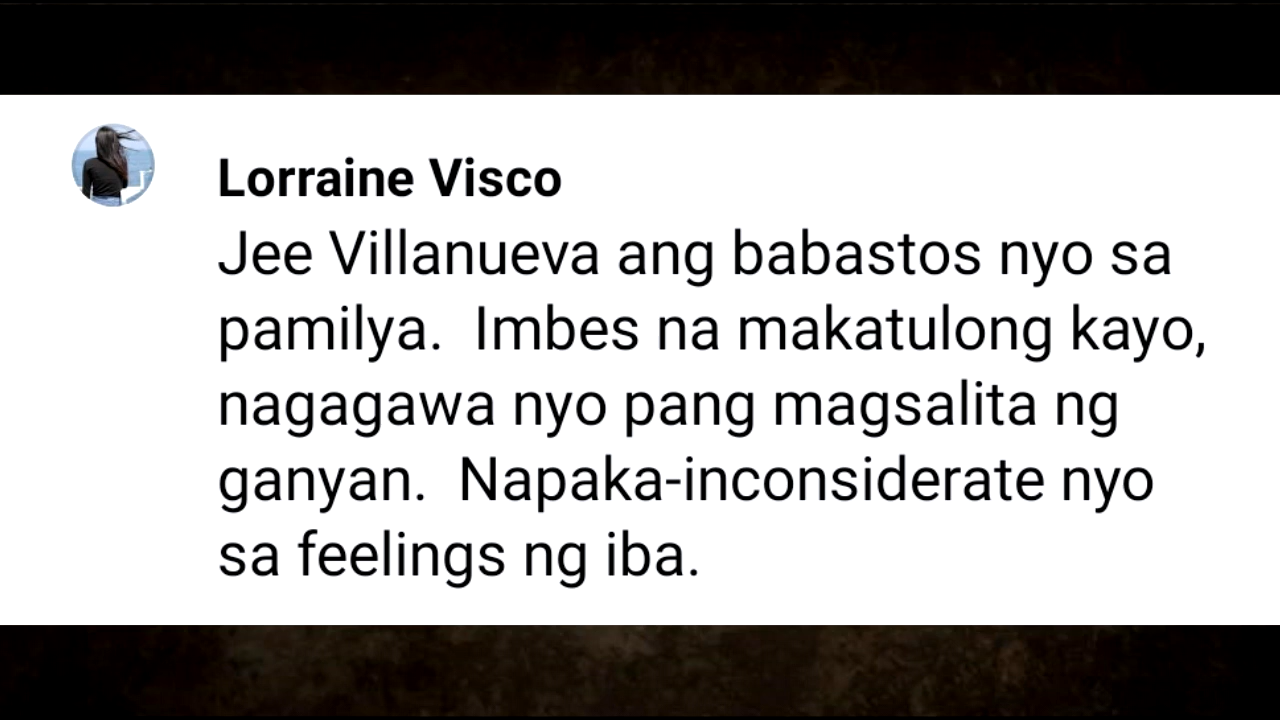 Lorraine Visco
Jee Villanueva ang babastos nyo sa
pamilya. Imbes na makatulong kayo,
nagagawa nyo pang magsalita ng
ganyan. Napaka-inconsiderate nyo
sa feelings ng iba.